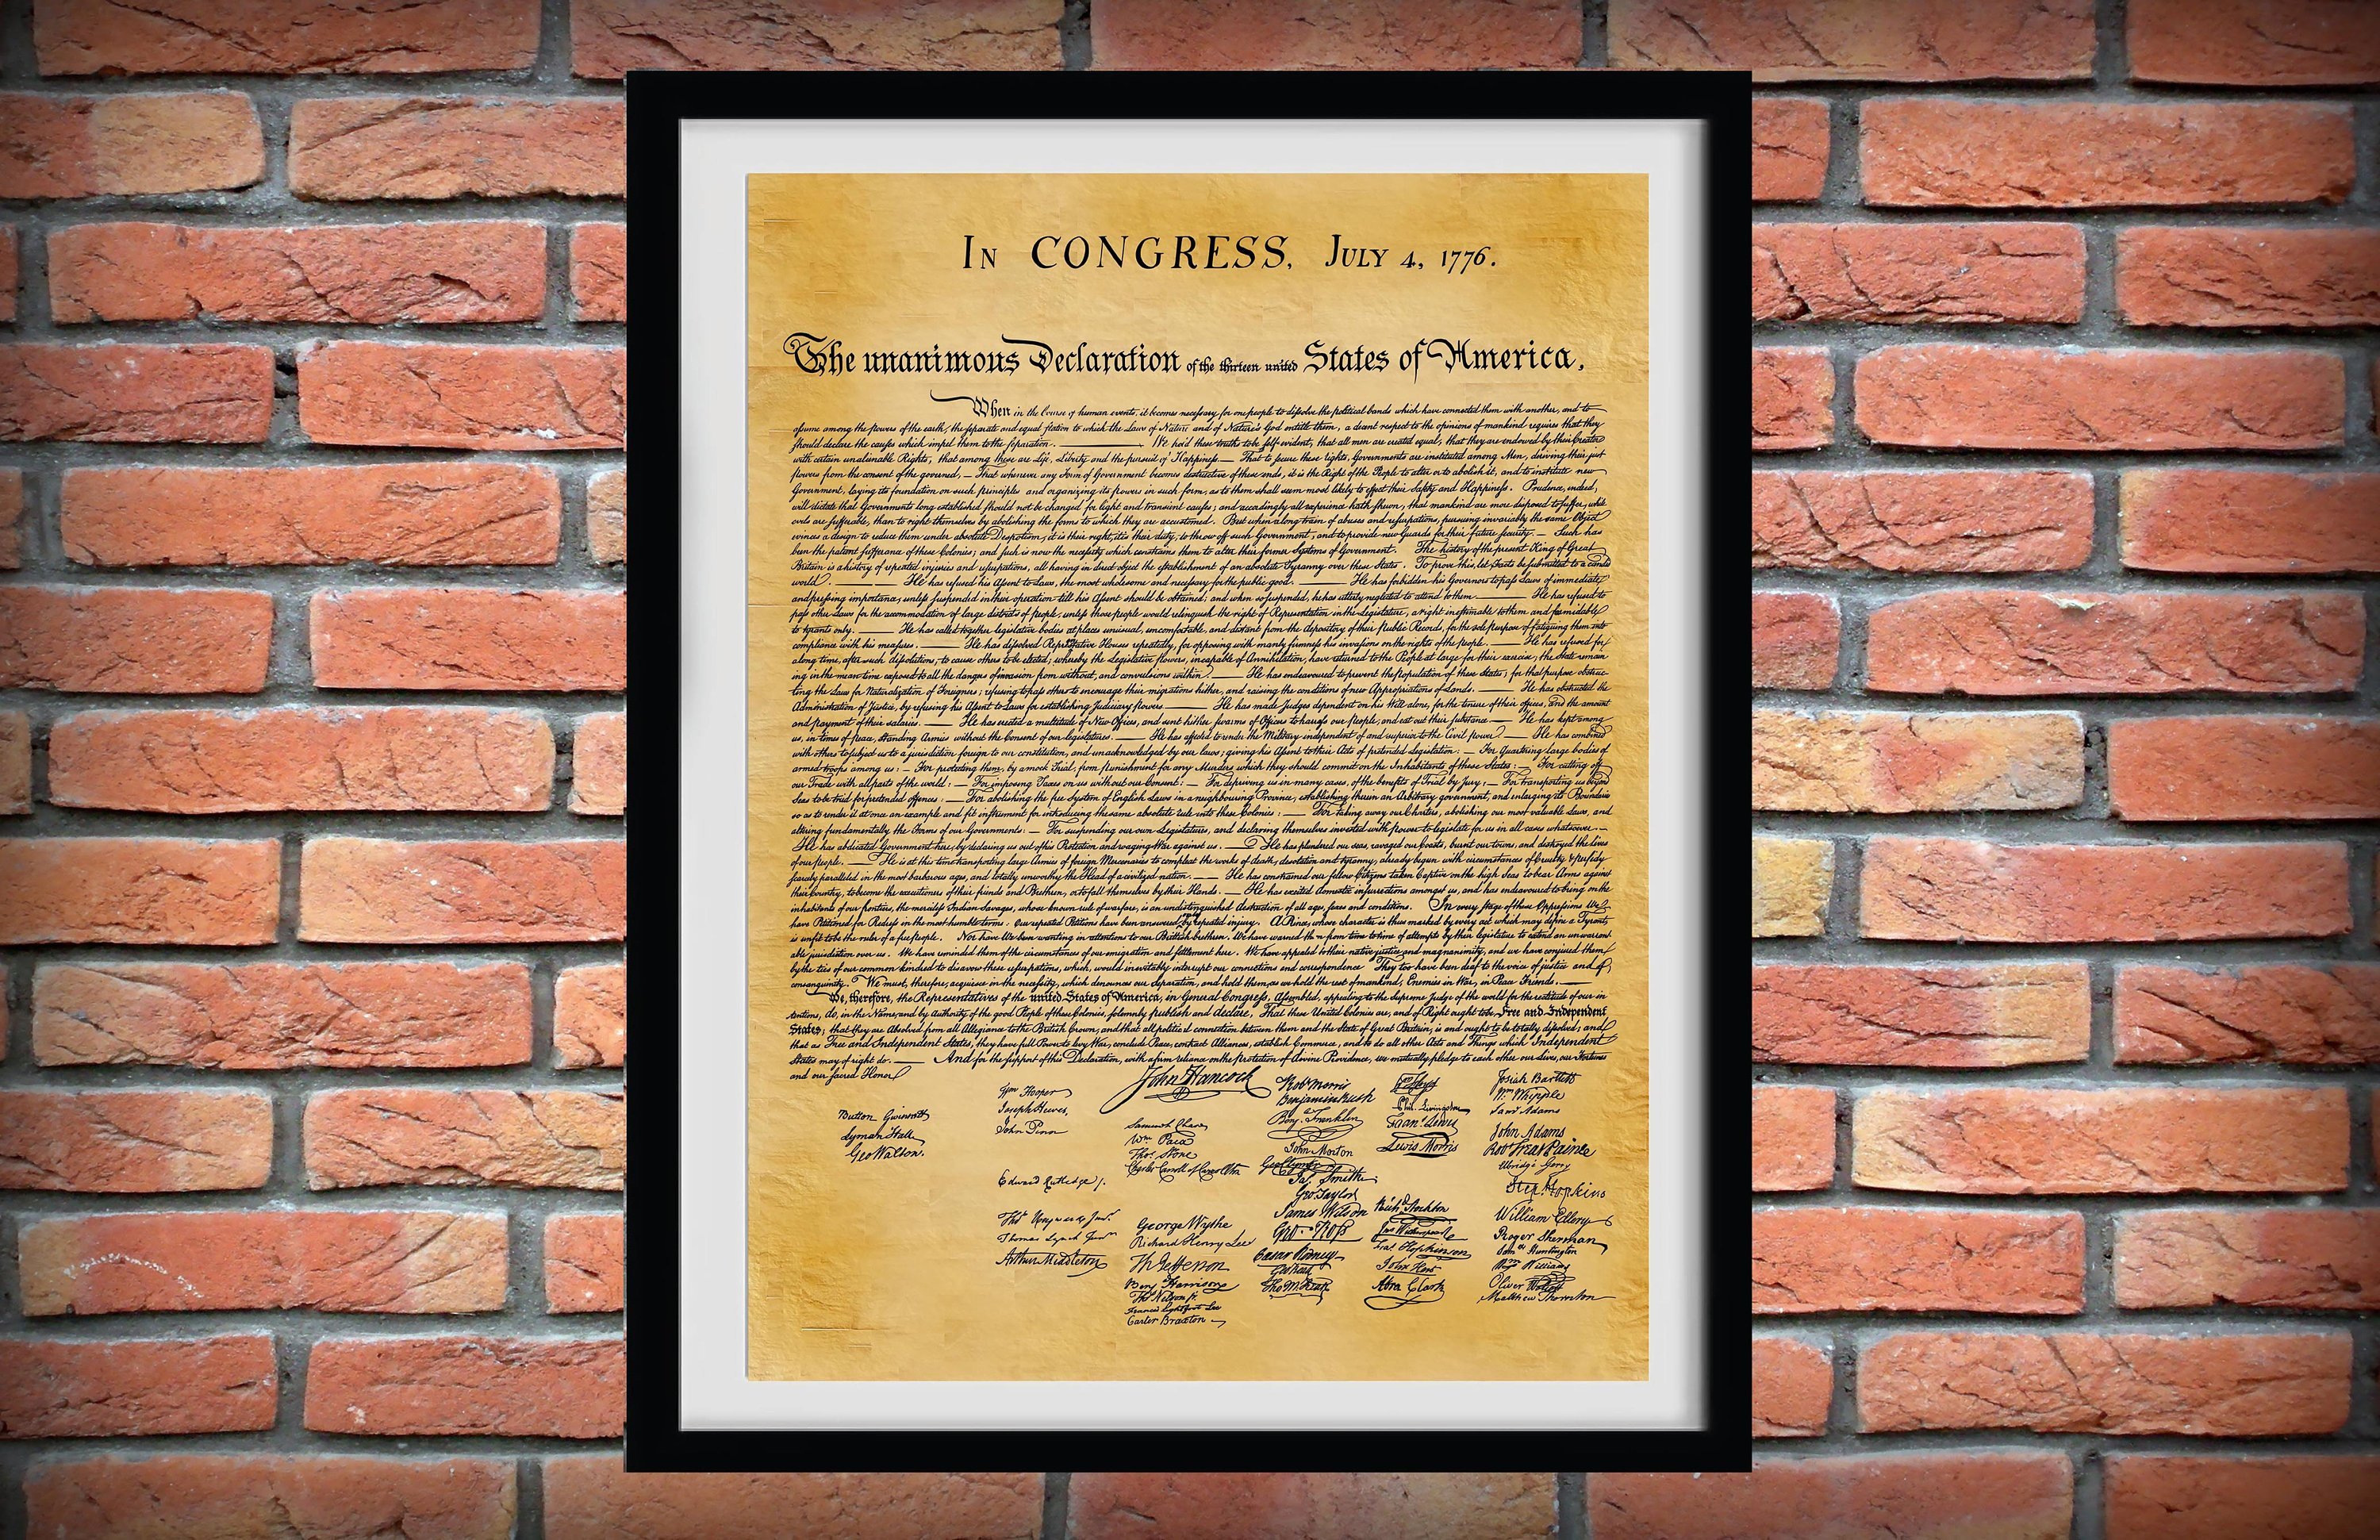 In CONGRESS, July 4, 1776.
The unanimous Declaration of the thirteen united States of America,
When in the Course of human events, it becomes necessary for one people to dissolve the political bands which have connected them with another, and to
assume among the powers of the earth, the separate and equal station to which the Laws of Nature and of Nature's God entitle them, a decent respect to the opinions of mankind requires that they
should declare the causes which impel them to the separation. ——— We hold these truths to be self-evident, that all men are created equal, that they are endowed by their Creator
with certain unalienable Rights, that among these are Life, Liberty and the pursuit of Happiness.— That to secure these rights, Governments are instituted among Men, deriving their just
powers from the consent of the governed, — That whenever any Form of Government becomes destructive of these ends, it is the Right of the People to alter or to abolish it, and to institute new
Government, laying its foundation on such principles and organizing its powers in such form, as to them shall seem most likely to effect their Safety and Happiness. Prudence, indeed,
will dictate that Governments long established should not be changed for light and transient causes; and accordingly all experience hath shewn, that mankind are more disposed to suffer, while
evils are sufferable, than to right themselves by abolishing the forms to which they are accustomed. But when a long train of abuses and usurpations, pursuing invariably the same Object
evinces a design to reduce them under absolute Despotism, it is their right, it is their duty, to throw off such Government, and to provide new Guards for their future security. — Such has
been the patient sufferance of these Colonies; and such is now the necessity which constrains them to alter their former Systems of Government. The history of the present King of Great
Britain is a history of repeated injuries and usurpations, all having in direct object the establishment of an absolute Tyranny over these States. To prove this, let Facts be submitted to a candid
world. ——— He has refused his Assent to Laws, the most wholesome and necessary for the public good. ——— He has forbidden his Governors to pass Laws of immediate
and pressing importance, unless suspended in their operation till his Assent should be obtained; and when so suspended, he has utterly neglected to attend to them. ——— He has refused to
pass other Laws for the accommodation of large districts of people, unless those people would relinquish the right of Representation in the Legislature, a right inestimable to them and formidable
to tyrants only. ——— He has called together legislative bodies at places unusual, uncomfortable, and distant from the depository of their public Records, for the sole purpose of fatiguing them into
compliance with his measures. ——— He has dissolved Representative Houses repeatedly, for opposing with manly firmness his invasions on the rights of the people. ——— He has refused for
a long time, after such dissolutions, to cause others to be elected; whereby the Legislative powers, incapable of Annihilation, have returned to the People at large for their exercise; the State remain
ing in the mean time exposed to all the dangers of invasion from without, and convulsions within. ——— He has endeavoured to prevent the population of these States; for that purpose obstruc
ting the Laws for Naturalization of Foreigners; refusing to pass others to encourage their migrations hither, and raising the conditions of new Appropriations of Lands. ——— He has obstructed the
Administration of Justice, by refusing his Assent to Laws for establishing Judiciary powers ——— He has made Judges dependent on his Will alone, for the tenure of their offices, and the amount
and payment of their salaries. ——— He has erected a multitude of New Offices, and sent hither swarms of Officers to harrass our people, and eat out their substance ——— He has kept among
us, in times of peace, Standing Armies without the Consent of our legislatures. ——— He has affected to render the Military independent of and superior to the Civil power. ——— He has combined
with others to subject us to a jurisdiction foreign to our constitution, and unacknowledged by our laws; giving his Assent to their Acts of pretended Legislation: — For Quartering large bodies of
armed troops among us: — For protecting them, by a mock Trial, from punishment for any Murders which they should commit on the Inhabitants of these States: — For cutting off
our Trade with all parts of the world: — For imposing Taxes on us without our Consent: — For depriving us in many cases, of the benefits of Trial by Jury: — For transporting us beyond
Seas to be tried for pretended offences: — For abolishing the free System of English Laws in a neighbouring Province, establishing therein an Arbitrary government, and enlarging its Boundaries
so as to render it at once an example and fit instrument for introducing the same absolute rule into these Colonies: — For taking away our Charters, abolishing our most valuable Laws, and
altering fundamentally the Forms of our Governments: — For suspending our own Legislatures, and declaring themselves invested with power to legislate for us in all cases whatsoever. —
He has abdicated Government here, by declaring us out of his Protection and waging War against us. — He has plundered our seas, ravaged our Coasts, burnt our towns, and destroyed the lives
of our people. — He is at this time transporting large Armies of foreign Mercenaries to compleat the works of death, desolation and tyranny, already begun with circumstances of Cruelty & perfidy
scarcely paralleled in the most barbarous ages, and totally unworthy the Head of a civilized nation. — He has constrained our fellow Citizens taken Captive on the high Seas to bear Arms against
their Country, to become the executioners of their friends and Brethren, or to fall themselves by their Hands. — He has excited domestic insurrections amongst us, and has endeavoured to bring on the
inhabitants of our frontiers, the merciless Indian Savages, whose known rule of warfare, is an undistinguished destruction of all ages, sexes and conditions. In every stage of these Oppressions We
have Petitioned for Redress in the most humble terms: Our repeated Petitions have been answered only by repeated injury. A Prince, whose character is thus marked by every act which may define a Tyrant,
is unfit to be the ruler of a free people. Nor have We been wanting in attentions to our British brethren. We have warned them from time to time of attempts by their legislature to extend an unwarrant
able jurisdiction over us. We have reminded them of the circumstances of our emigration and settlement here. We have appealed to their native justice and magnanimity, and we have conjured them
by the ties of our common kindred to disavow these usurpations, which, would inevitably interrupt our connections and correspondence They too have been deaf to the voice of justice and of
consanguinity. We must, therefore, acquiesce in the necessity, which denounces our Separation, and hold them, as we hold the rest of mankind, Enemies in War, in Peace Friends. ———
We, therefore, the Representatives of the united States of America, in General Congress, Assembled, appealing to the Supreme Judge of the world for the rectitude of our in
tentions, do, in the Name, and by Authority of the good People of these Colonies, solemnly publish and declare, That these United Colonies are, and of Right ought to be Free and Independent
States; that they are Absolved from all Allegiance to the British Crown, and that all political connection between them and the State of Great Britain, is and ought to be totally dissolved; and
that as Free and Independent States, they have full Power to levy War, conclude Peace, contract Alliances, establish Commerce, and to do all other Acts and Things which Independent
States may of right do. ——— And for the support of this Declaration, with a firm reliance on the protection of divine Providence, we mutually pledge to each other our Lives, our Fortunes
and our sacred Honor
Button Gwinnett
Lyman Hall
Geo Walton.
Wm Hooper
Joseph Hewes,
John Penn
Edward Rutledge /.
Thos Heyward Junr.
Thomas Lynch Junr.
Arthur Middleton
John Hancock
Samuel Chase
Wm Paca
Thos. Stone
Charles Carroll of Carrollton
George Wythe
Richard Henry Lee
Th Jefferson
Benj Harrison
Thos Nelson jr.
Francis Lightfoot Lee
Carter Braxton
Robt Morris
Benjamin Rush
Benj. Franklin
John Morton
Geo Clymer
Jas. Smith
Geo. Taylor
James Wilson
Geo. Ross
Caesar Rodney
Geo Read
Tho M:Kean
Wm Floyd
Phil. Livingston
Frans. Lewis
Lewis Morris
Richd. Stockton
Jno Witherspoon
Fras. Hopkinson
John Hart
Abra Clark
Josiah Bartlett
Wm Whipple
Saml Adams
John Adams
Robt Treat Paine
Elbridge Gerry
Step. Hopkins
William Ellery
Roger Sherman
Saml Huntington
Wm Williams
Oliver Wolcott
Matthew Thornton